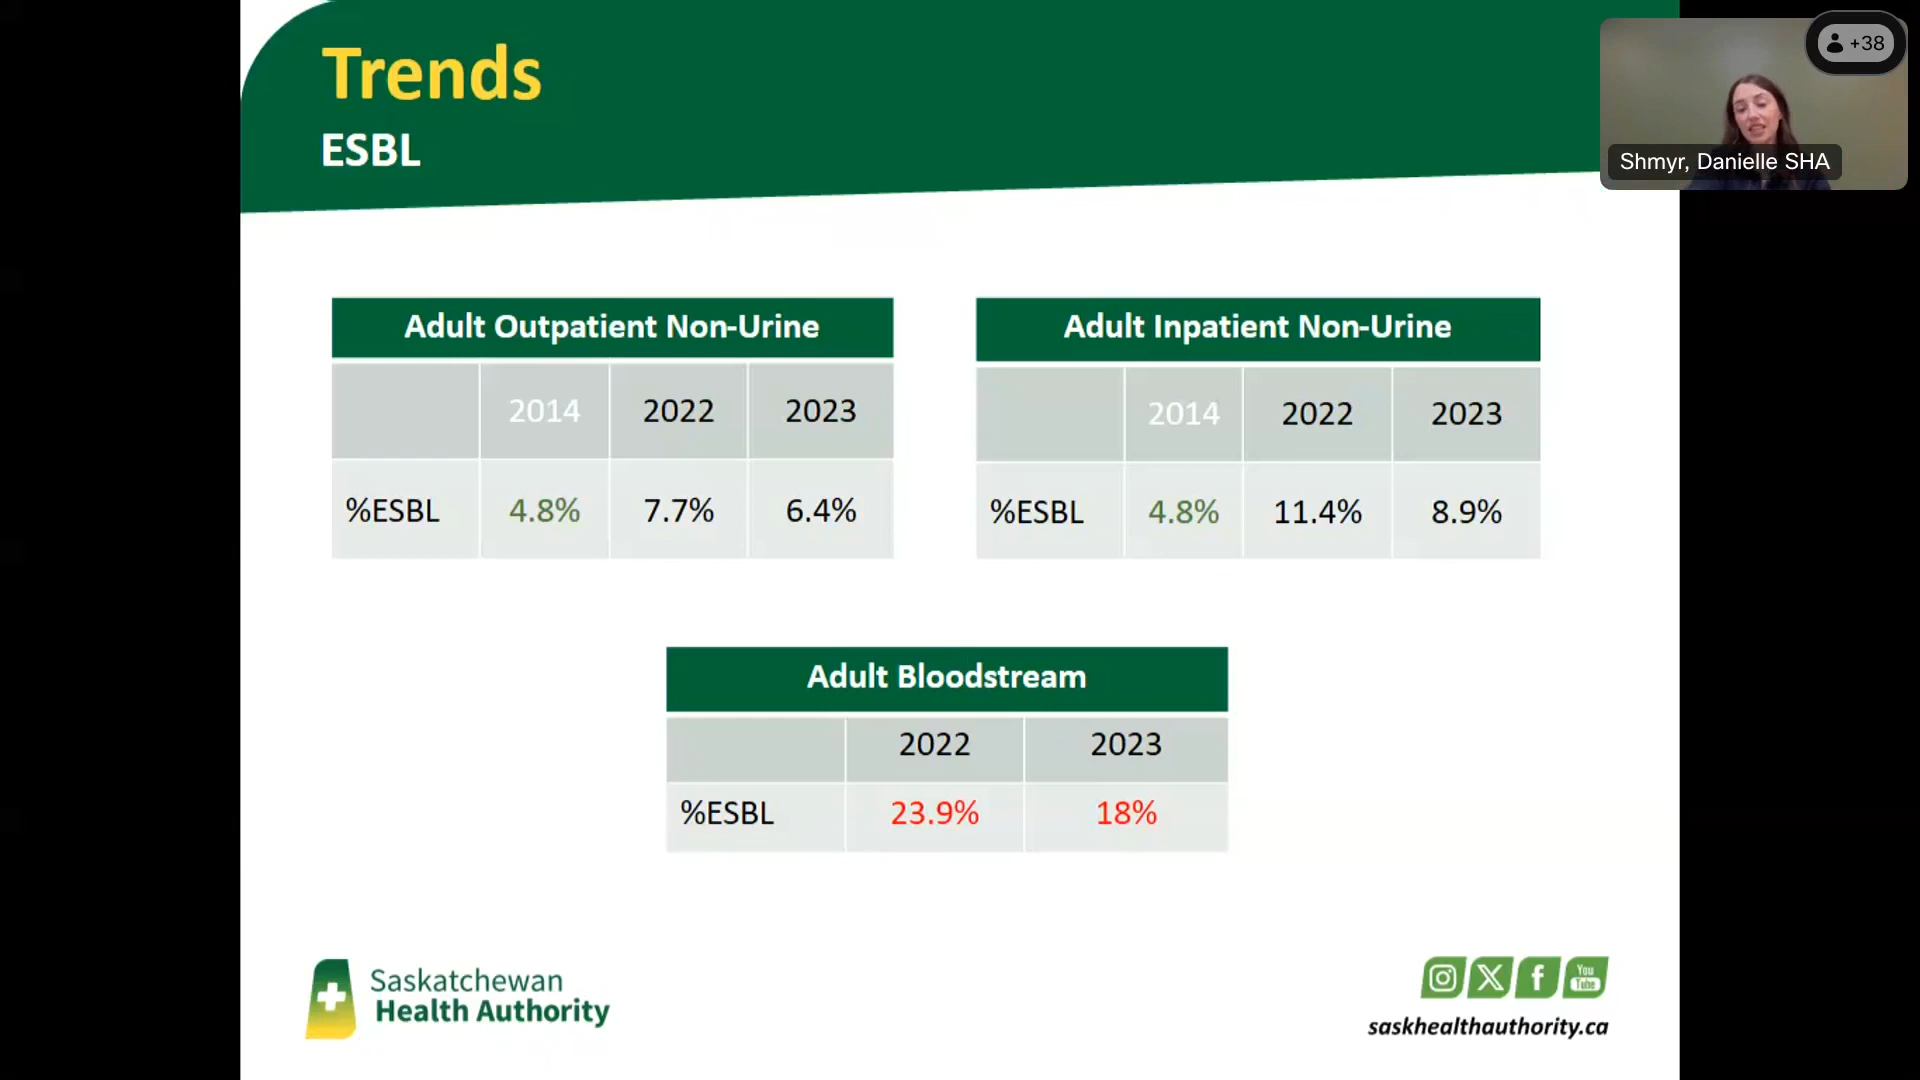 Trends
ESBL
+38
Shmyr, Danielle SHA
Adult Outpatient Non-Urine
2014 2022 2023
%ESBL 4.8% 7.7% 6.4%
Adult Inpatient Non-Urine
2014 2022 2023
%ESBL 4.8% 11.4% 8.9%
Adult Bloodstream
2022 2023
%ESBL 23.9% 18%
Saskatchewan
Health Authority
You
Tube
saskhealthauthority.ca